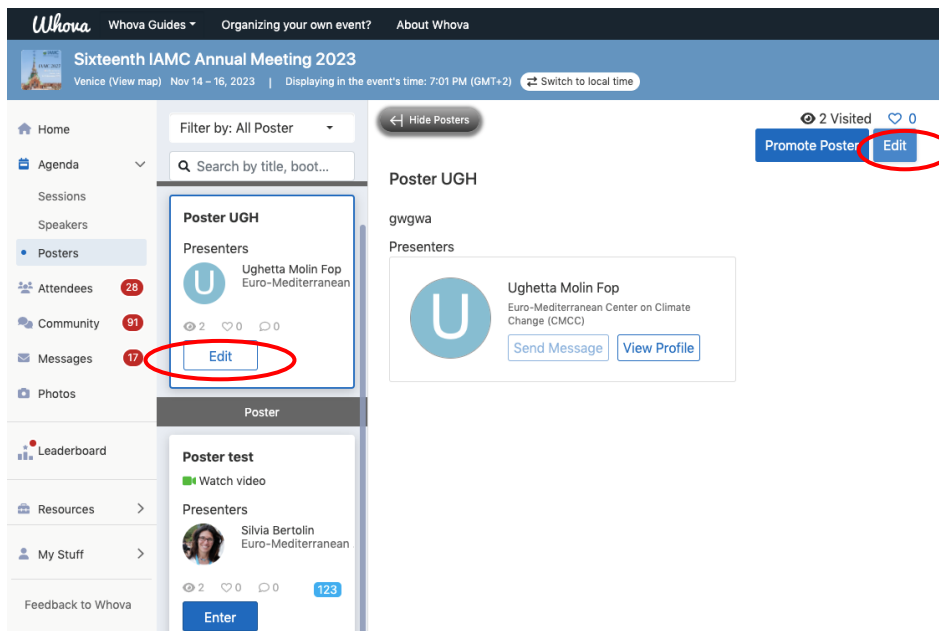 Whova Whova Guides Organizing your own event? About Whova
Sixteenth IAMC Annual Meeting 2023
Venice (View map) Nov 14 – 16, 2023 | Displaying in the event's time: 7:01 PM (GMT+2) Switch to local time
Home
Agenda
Sessions
Speakers
Posters
Attendees 28
Community 91
Messages 17
Photos
Leaderboard
Resources
My Stuff
Feedback to Whova
Filter by: All Poster
Search by title, boot...
Poster UGH
Presenters
U
Ughetta Molin Fop
Euro-Mediterranean
2 0 0
Edit
Poster
Poster test
Watch video
Presenters
Silvia Bertolin
Euro-Mediterranean
2 0 0 123
Enter
Hide Posters
2 Visited 0
Promote Poster Edit
Poster UGH
gwgwa
Presenters
U
Ughetta Molin Fop
Euro-Mediterranean Center on Climate
Change (CMCC)
Send Message View Profile